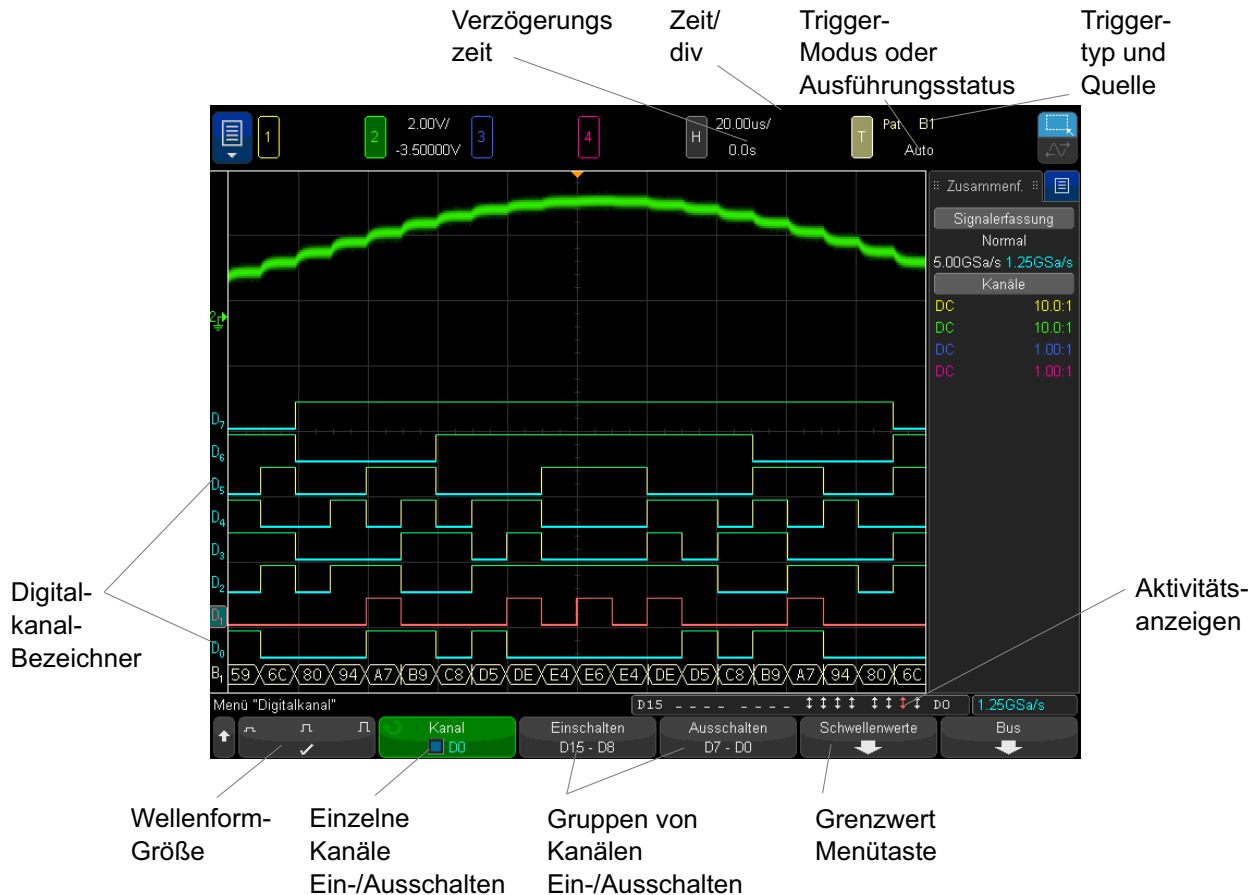 Verzögerungs
zeit
Zeit/
div
Trigger-
Modus oder
Ausführungsstatus
Trigger-
typ und
Quelle
1
2
2.00V/
-3.50000V
3
4
H
20.00us/
0.0s
T
Pat B1
Auto
Zusammenf.
Signalerfassung
Normal
5.00GSa/s 1.25GSa/s
Kanäle
DC 10.0:1
DC 10.0:1
DC 1.00:1
DC 1.00:1
2
D7
D6
D5
D4
D3
D2
D1
D0
B1 59 6C 80 94 A7 B9 C8 D5 DE E4 E6 E4 DE D5 C8 B9 A7 94 80 6C
Digital-
kanal-
Bezeichner
Aktivitäts-
anzeigen
Menü "Digitalkanal"
D15 - - - - - - - - ↕ ↕ ↕ ↕ ↕ ↕ ↕ ↕ D0
1.25GSa/s
Kanal
D0
Einschalten
D15 - D8
Ausschalten
D7 - D0
Schwellenwerte
Bus
Wellenform-
Größe
Einzelne
Kanäle
Ein-/Ausschalten
Gruppen von
Kanälen
Ein-/Ausschalten
Grenzwert
Menütaste